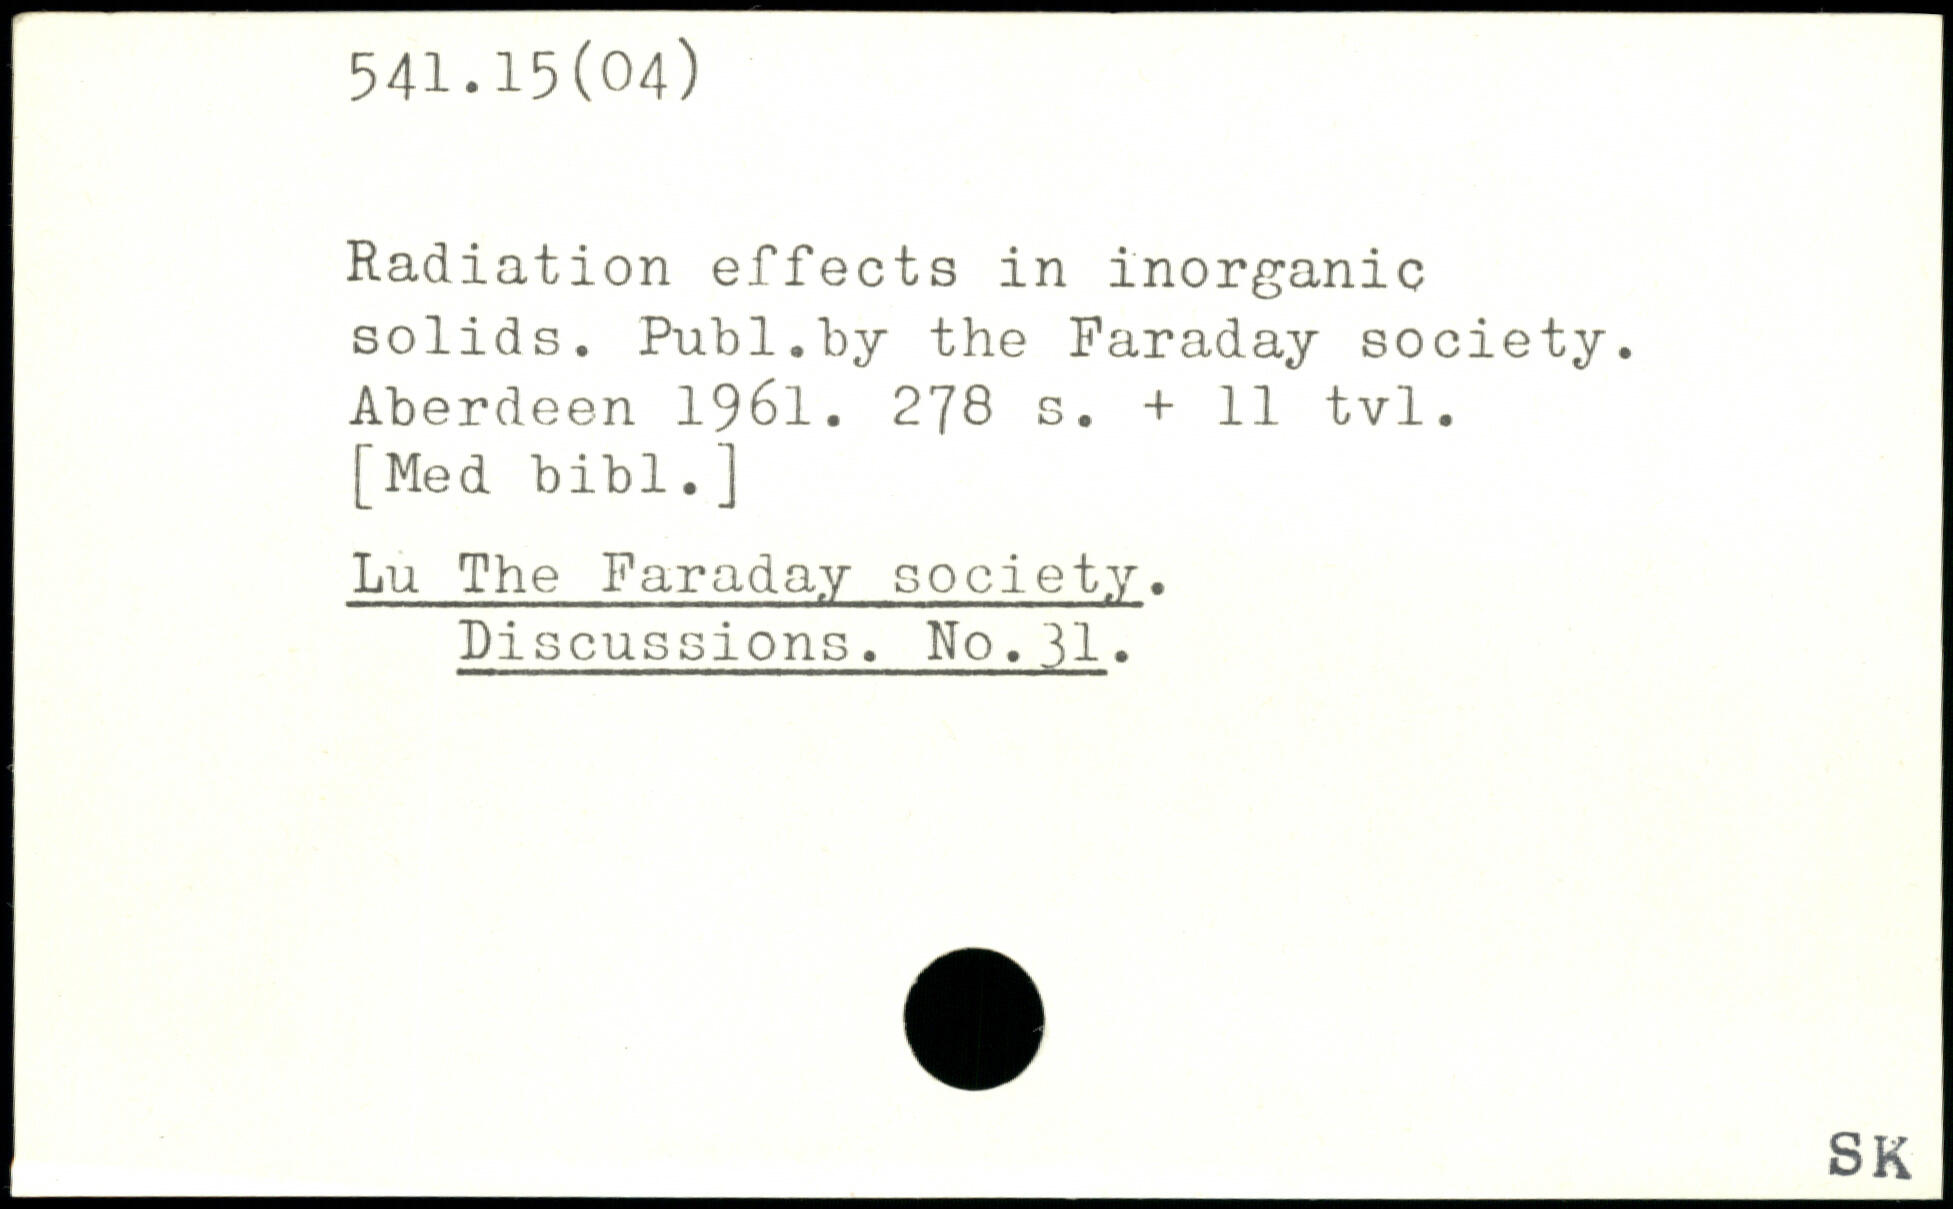 541.15(04)
Radiation effects in inorganic
solids. Publ.by the Faraday society.
Aberdeen 1961. 278 s. + 11 tvl.
[Med bibl.]
Lu The Faraday society.
Discussions. No.31.
SK